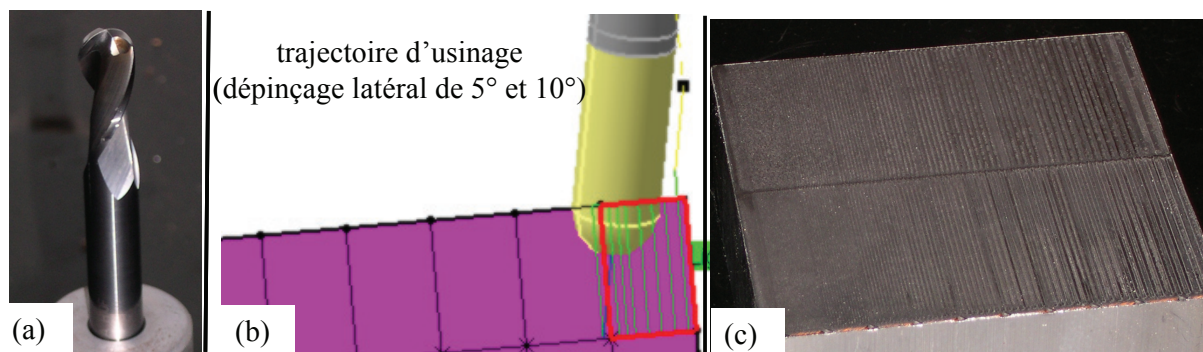 trajectoire d’usinage
(dépinçage latéral de 5° et 10°)
(a)
(b)
(c)